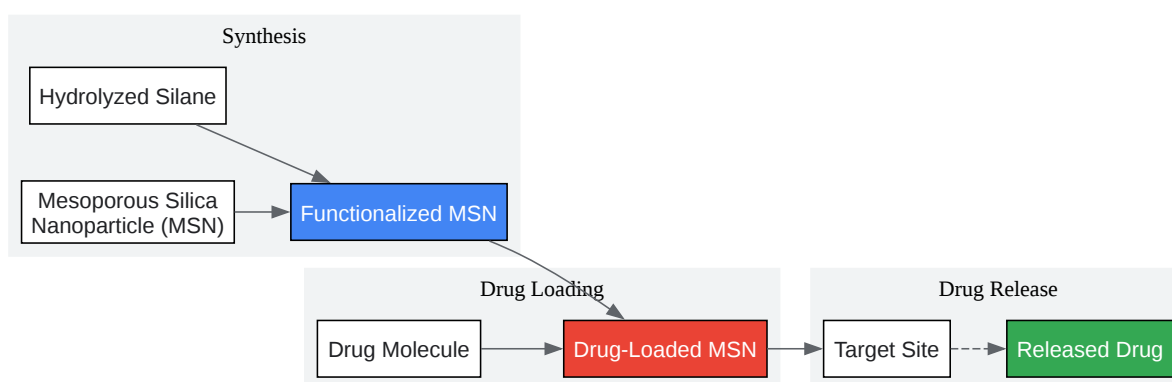 Synthesis
Hydrolyzed Silane
Mesoporous Silica
Nanoparticle (MSN)
Functionalized MSN
Drug Loading
Drug Molecule
Drug-Loaded MSN
Drug Release
Target Site
Released Drug